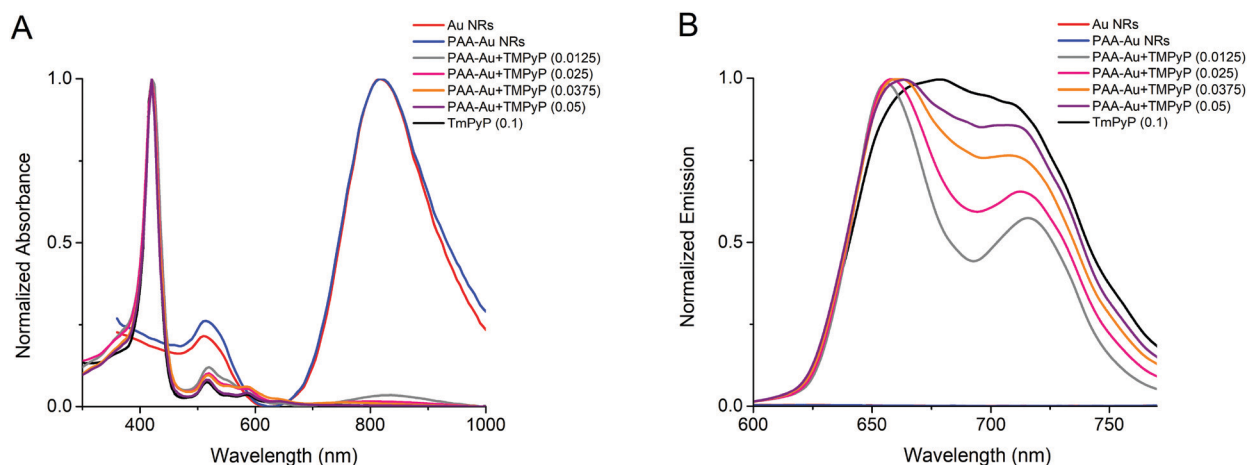 A
Au NRs
PAA-Au NRs
PAA-Au+TMPyP (0.0125)
PAA-Au+TMPyP (0.025)
PAA-Au+TMPyP (0.0375)
PAA-Au+TMPyP (0.05)
TmPyP (0.1)
1.0
0.5
0.0
Normalized Absorbance
400
600
800
1000
Wavelength (nm)
B
Au NRs
PAA-Au NRs
PAA-Au+TMPyP (0.0125)
PAA-Au+TMPyP (0.025)
PAA-Au+TMPyP (0.0375)
PAA-Au+TMPyP (0.05)
TmPyP (0.1)
1.0
0.5
0.0
Normalized Emission
600
650
700
750
Wavelength (nm)